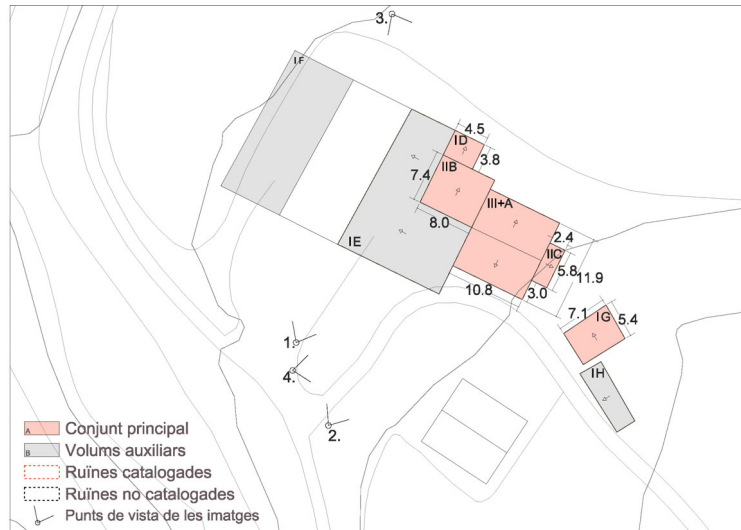 3.
IF
4.5
ID
3.8
IIB
7.4
III+A
8.0
2.4
IIC
IE
5.8
11.9
10.8
3.0
7.1
IG
5.4
1.
IH
4.
2.
A Conjunt principal
B Volums auxiliars
Ruïnes catalogades
Ruïnes no catalogades
Punts de vista de les imatges